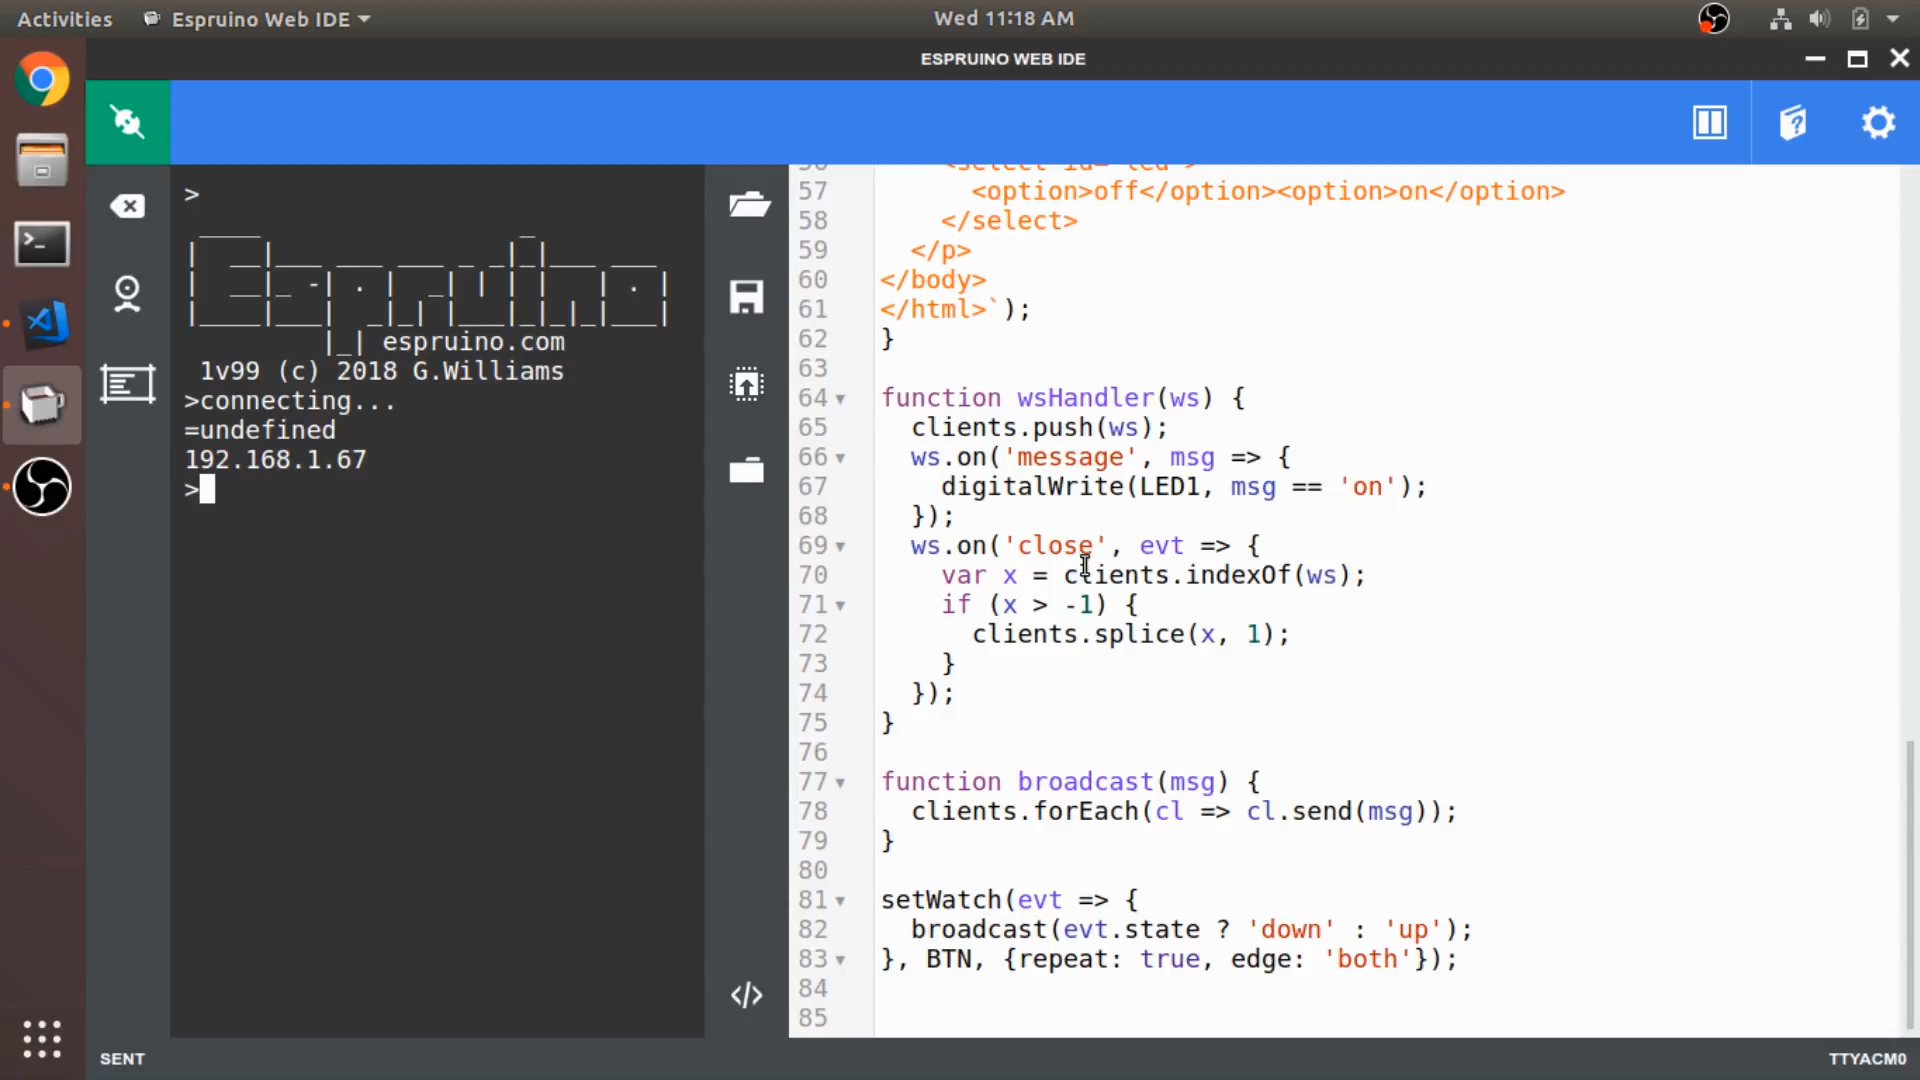 Activities
Espruino Web IDE
Wed 11:18 AM
ESPRUINO WEB IDE
>
Espruino
espruino.com
1v99 (c) 2018 G.Williams
>connecting...
=undefined
192.168.1.67
>
56 <select id="led">
57 <option>off</option><option>on</option>
58 </select>
59 </p>
60 </body>
61 </html>`);
62 }
63
64 function wsHandler(ws) {
65 clients.push(ws);
66 ws.on('message', msg => {
67 digitalWrite(LED1, msg == 'on');
68 });
69 ws.on('close', evt => {
70 var x = clients.indexOf(ws);
71 if (x > -1) {
72 clients.splice(x, 1);
73 }
74 });
75 }
76
77 function broadcast(msg) {
78 clients.forEach(cl => cl.send(msg));
79 }
80
81 setWatch(evt => {
82 broadcast(evt.state ? 'down' : 'up');
83 }, BTN, {repeat: true, edge: 'both'});
84
85
SENT
TTYACM0